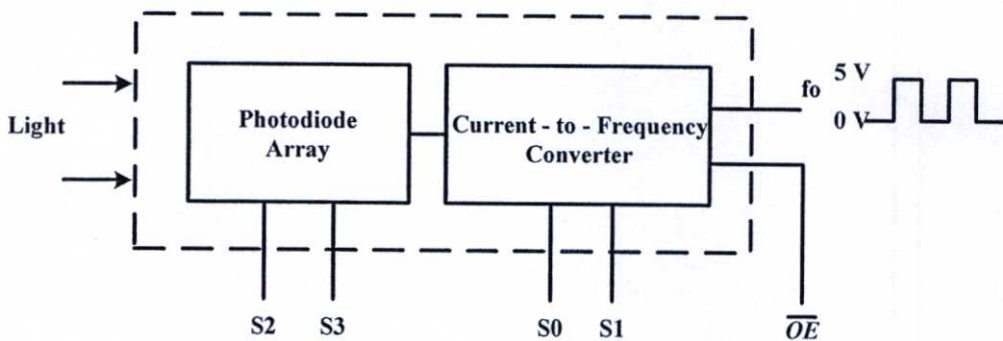 Light
Photodiode
Array
Current - to - Frequency
Converter
fo
5 V
0 V
S2
S3
S0
S1
OE